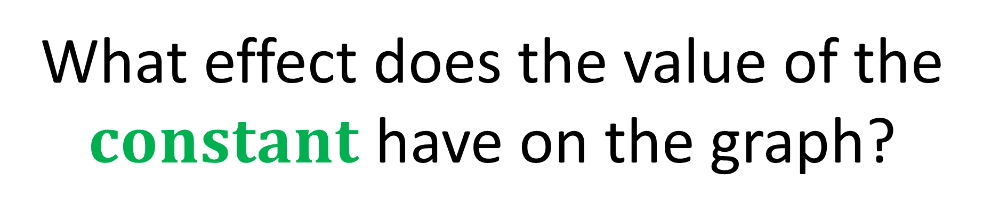 What effect does the value of the
constant have on the graph?